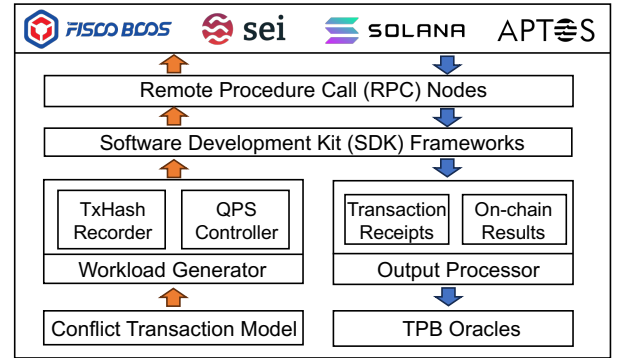 FISCO BCOS sei SOLANA APTOS
Remote Procedure Call (RPC) Nodes
Software Development Kit (SDK) Frameworks
TxHash
Recorder
QPS
Controller
Workload Generator
Transaction
Receipts
On-chain
Results
Output Processor
Conflict Transaction Model
TPB Oracles